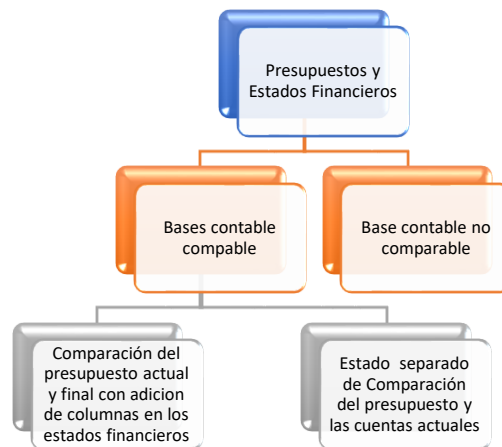 Presupuestos y
Estados Financieros
Bases contable
compable
Base contable no
comparable
Comparación del
presupuesto actual
y final con adicion
de columnas en los
estados financieros
Estado separado
de Comparación
del presupuesto y
las cuentas actuales